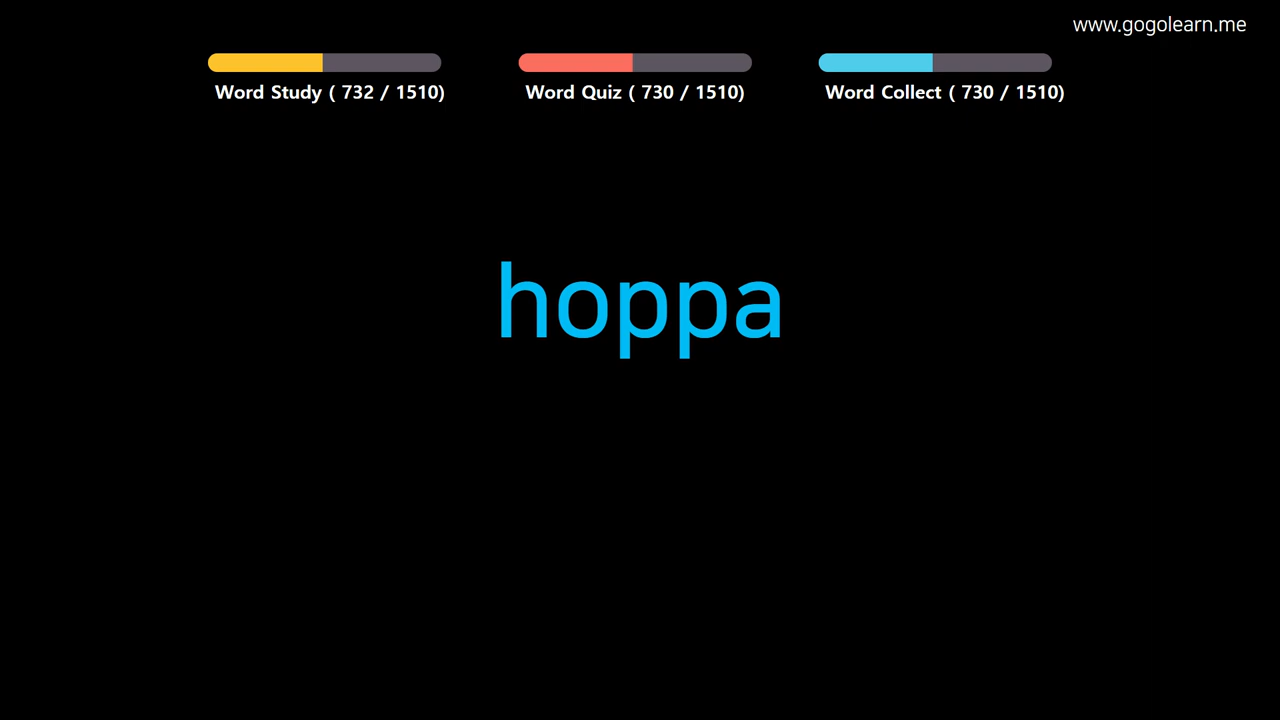 www.gogolearn.me
Word Study ( 732 / 1510)
Word Quiz ( 730 / 1510)
Word Collect ( 730 / 1510)
hoppa